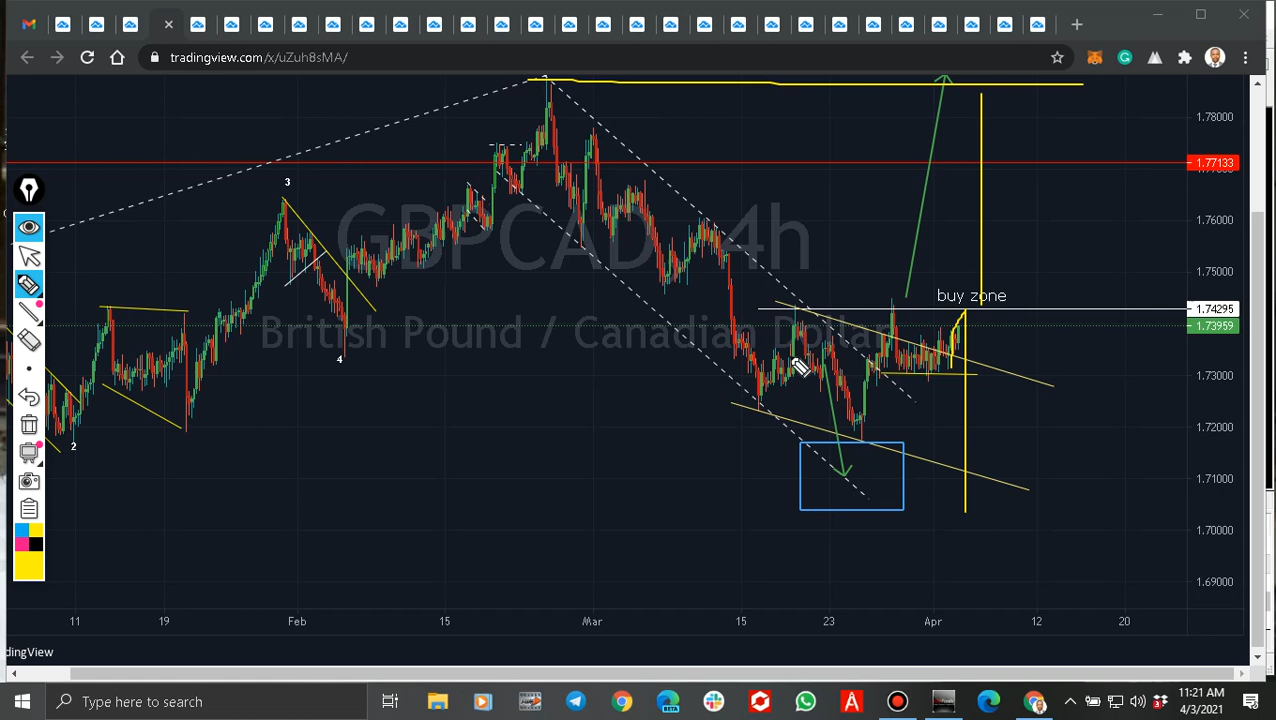 tradingview.com/x/uZuh8sMA/
1.78000
1.77133
1.76000
1.75000
1.74295
1.73959
1.73000
1.72000
1.71000
1.70000
1.69000
GBPCAD, 4h
British Pound / Canadian Dollar
buy zone
3
4
2
11
19
Feb
15
Mar
15
23
Apr
12
20
dingView
Type here to search
BETA
11:21 AM
4/3/2021